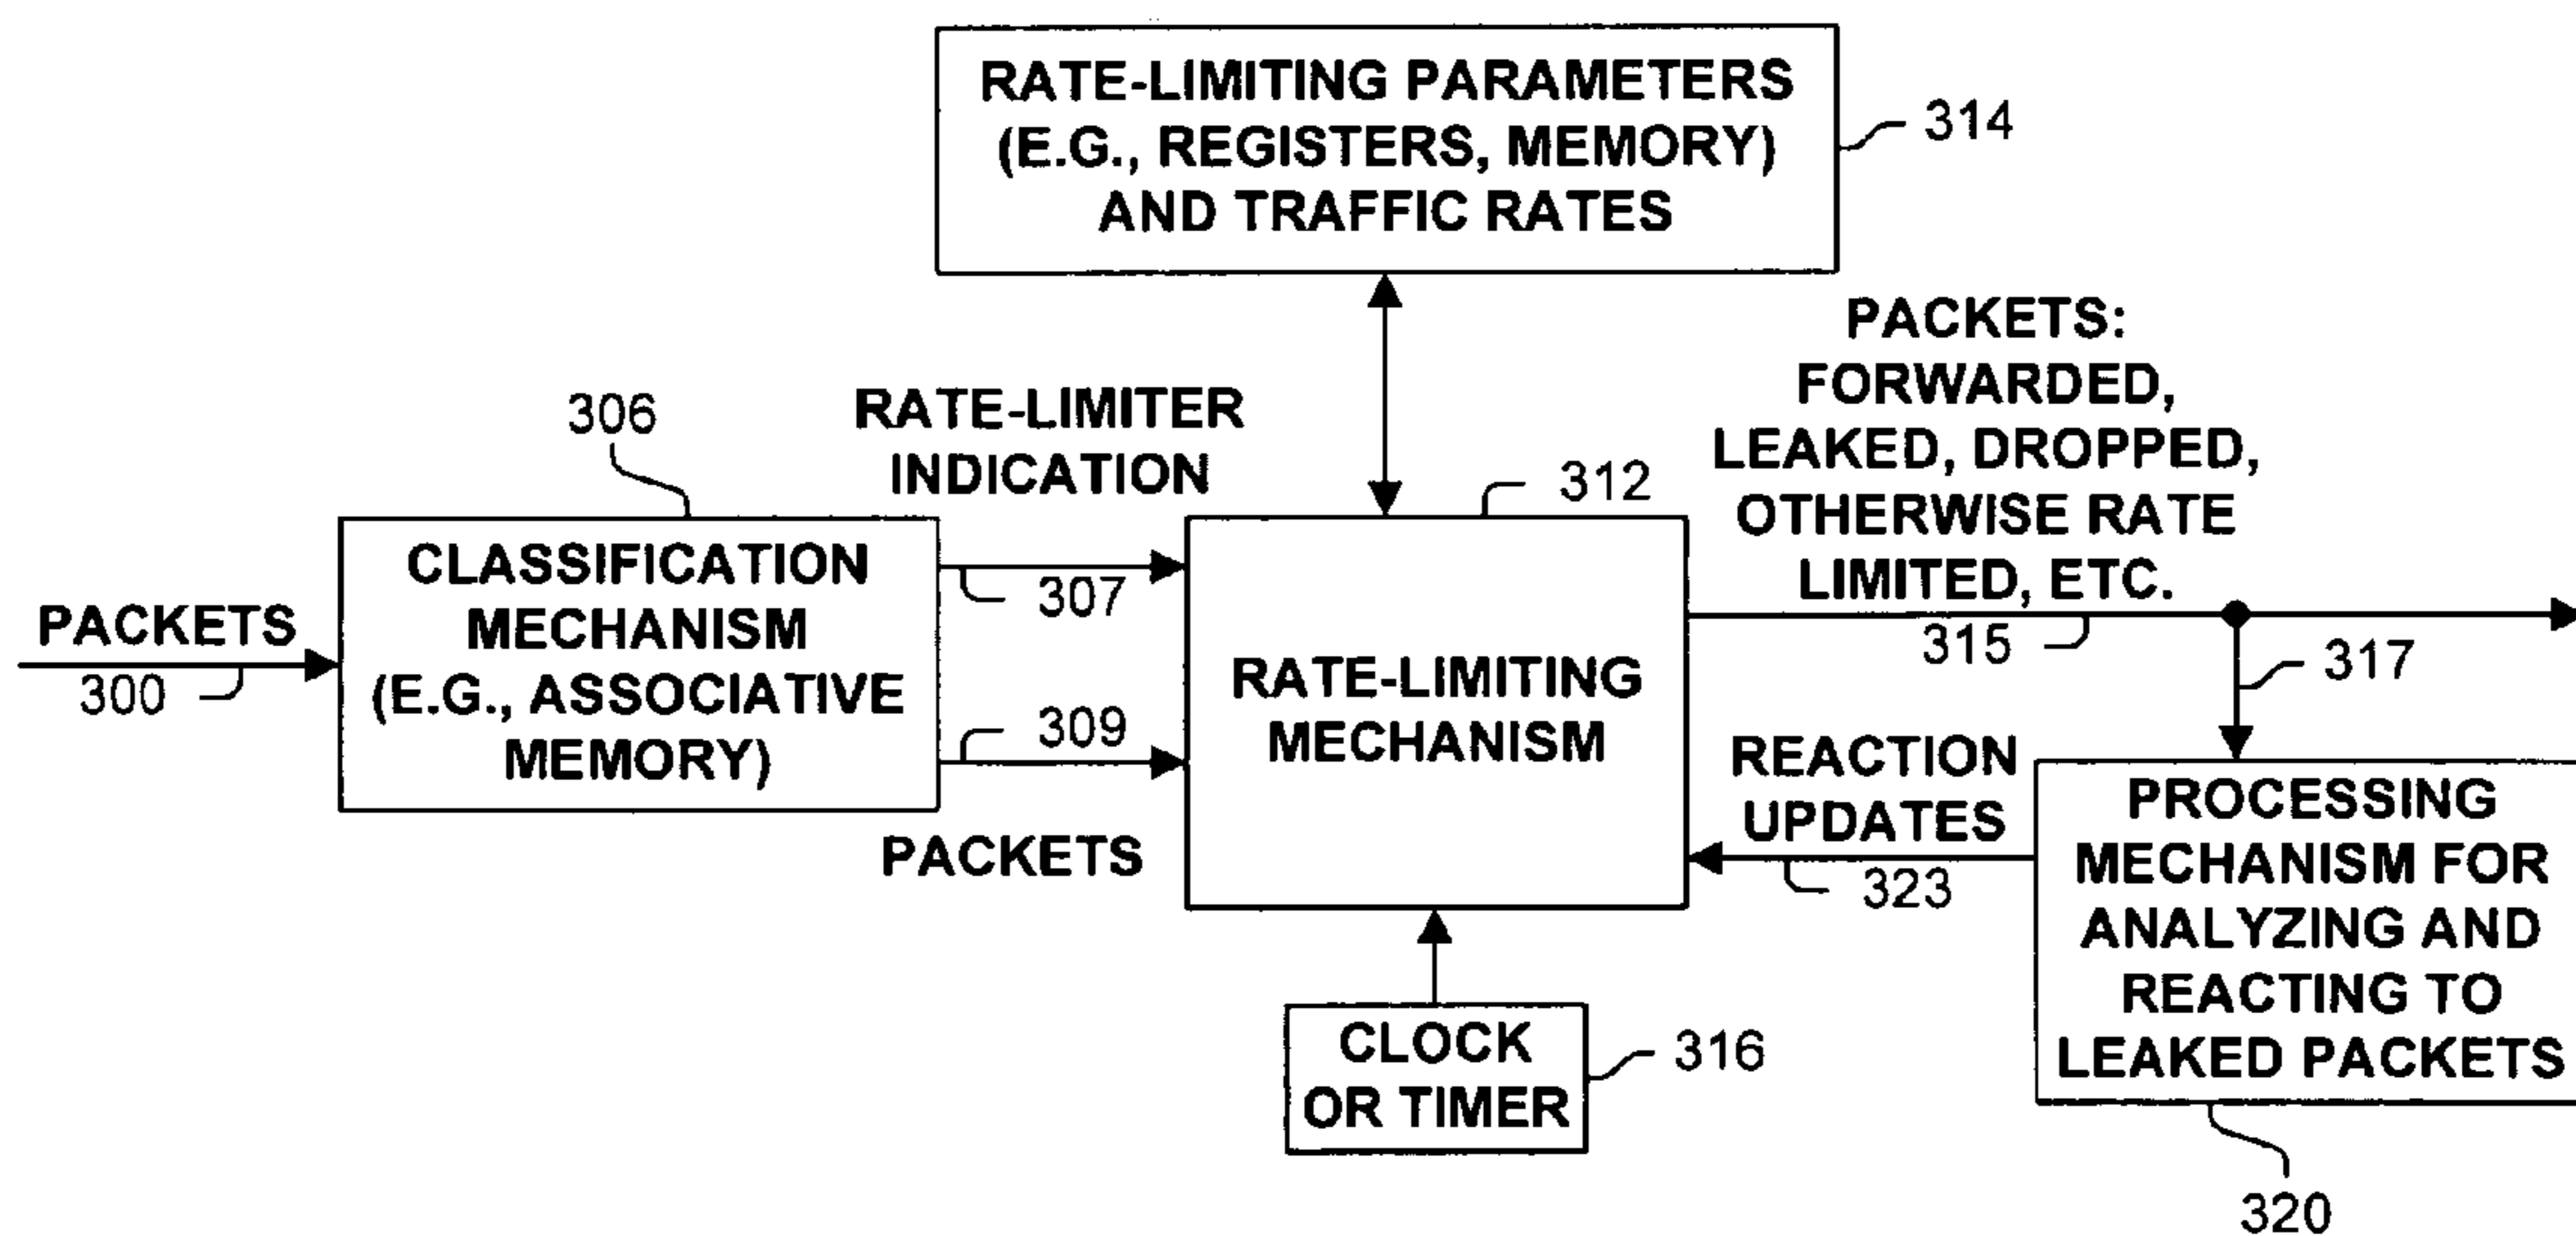 RATE-LIMITING PARAMETERS
(E.G., REGISTERS, MEMORY)
AND TRAFFIC RATES
314
PACKETS:
FORWARDED,
LEAKED, DROPPED,
OTHERWISE RATE
LIMITED, ETC.
306
RATE-LIMITER
INDICATION
312
CLASSIFICATION
MECHANISM
(E.G., ASSOCIATIVE
MEMORY)
307
PACKETS
300
309
PACKETS
RATE-LIMITING
MECHANISM
315
317
REACTION
UPDATES
323
PROCESSING
MECHANISM FOR
ANALYZING AND
REACTING TO
LEAKED PACKETS
CLOCK
OR TIMER
316
320